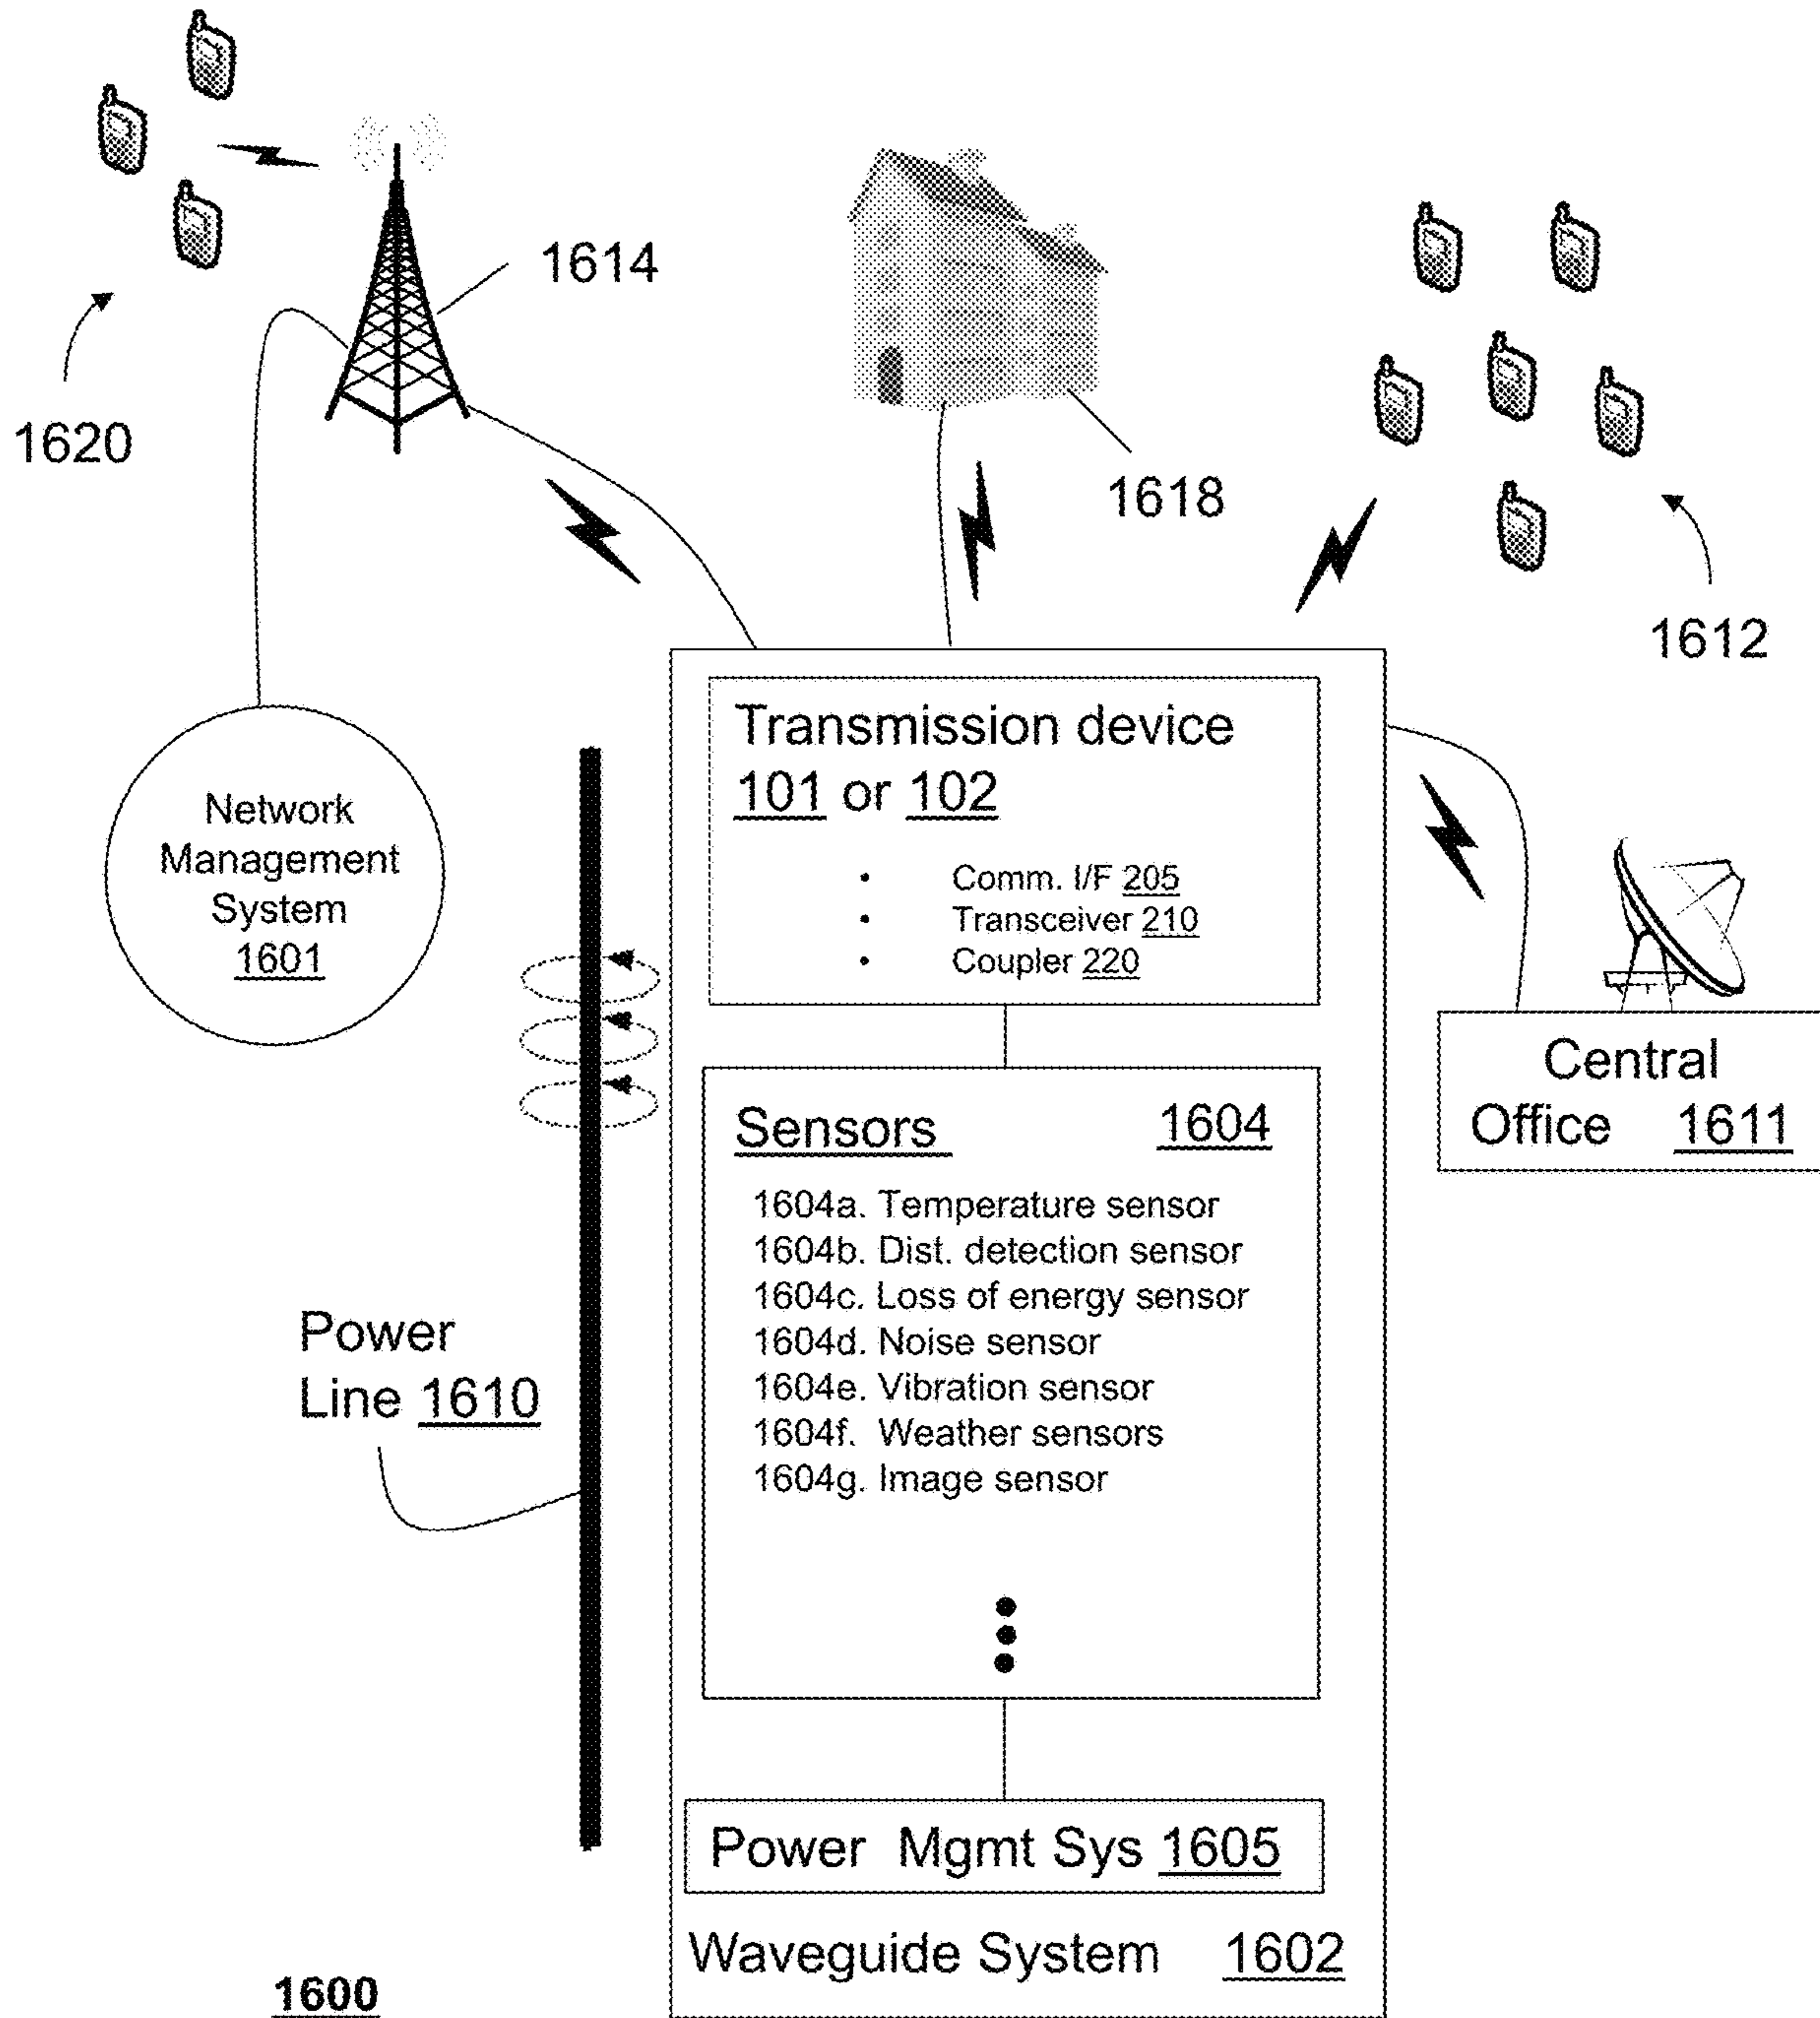 1614
1620
1618
1612
Transmission device
101 or 102
• Comm. I/F 205
• Transceiver 210
• Coupler 220
Network
Management
System
1601
Central
Office 1611
Sensors 1604
1604a. Temperature sensor
1604b. Dist. detection sensor
1604c. Loss of energy sensor
1604d. Noise sensor
1604e. Vibration sensor
1604f. Weather sensors
1604g. Image sensor
Power
Line 1610
Power Mgmt Sys 1605
Waveguide System 1602
1600